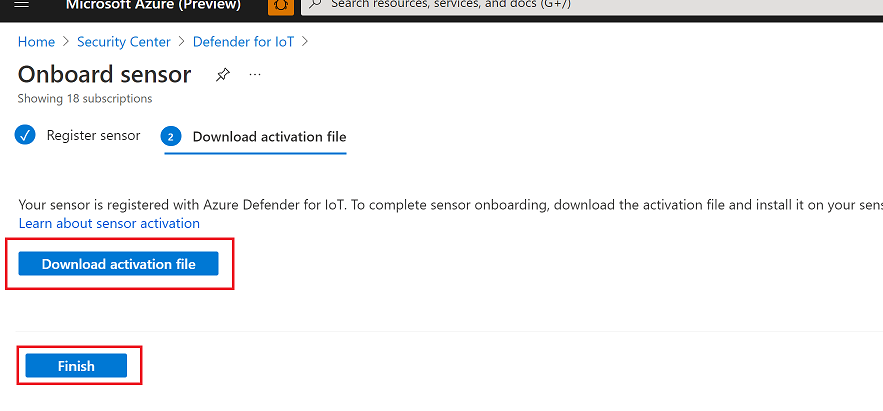 Microsoft Azure (Preview) Search resources, services, and docs (G+/)
Home > Security Center > Defender for IoT >
Onboard sensor ...
Showing 18 subscriptions
Register sensor 2 Download activation file
Your sensor is registered with Azure Defender for IoT. To complete sensor onboarding, download the activation file and install it on your sens
Learn about sensor activation
Download activation file
Finish